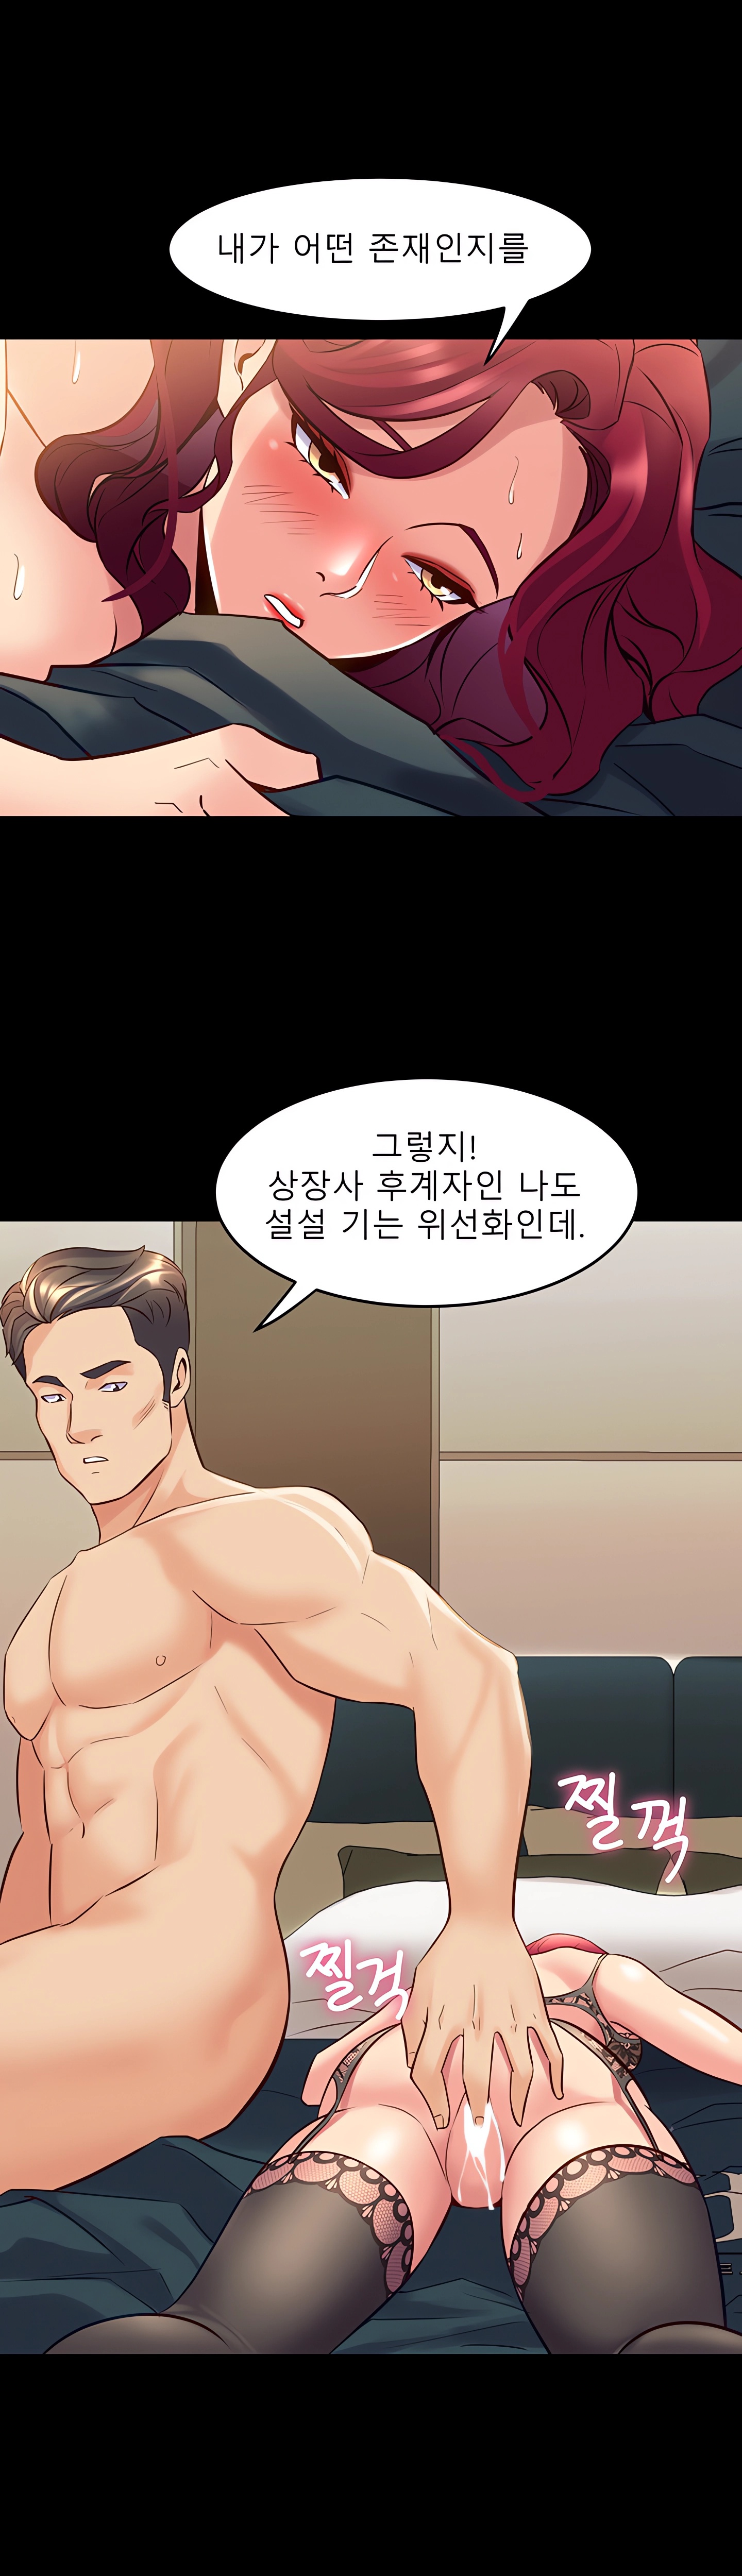 내가 어떤 존재인지를
그렇지!
상장사 후계자인 나도
설설 기는 위선화인데.
찔꺽
찔걱